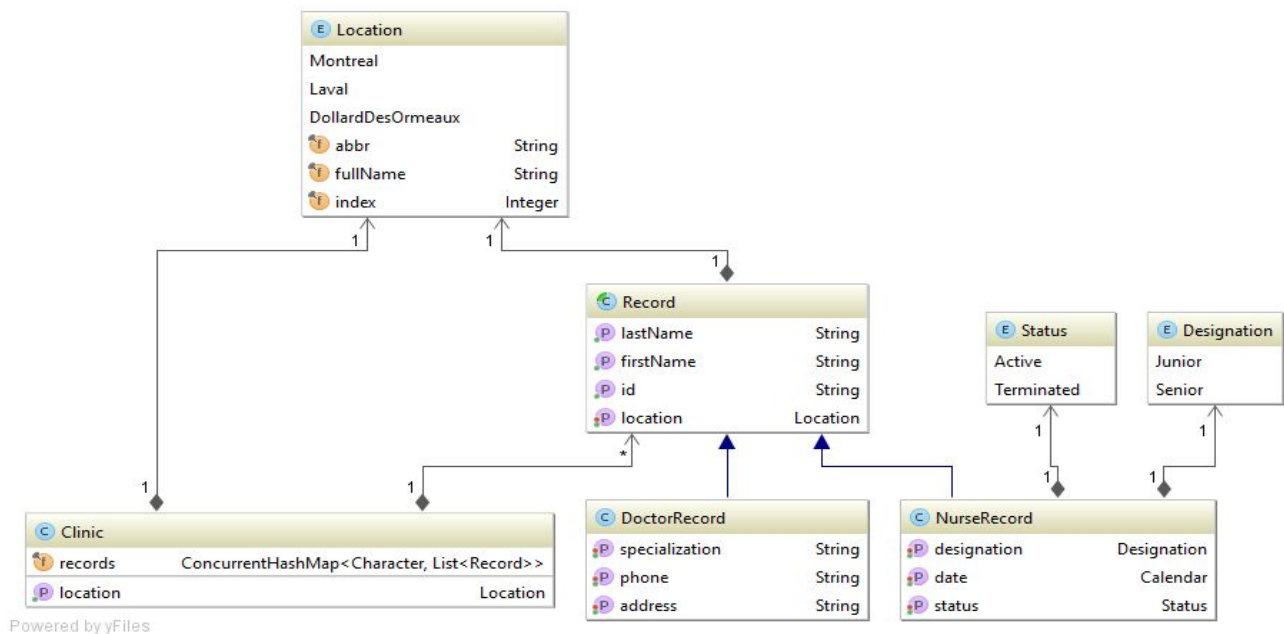 E Location
Montreal
Laval
DollardDesOrmeaux
f abbr String
f fullName String
f index Integer
1 1
1
C Record
P lastName String
P firstName String
P id String
P location Location
E Status
Active
Terminated
E Designation
Junior
Senior
* 1 1
1 1 1 1
C Clinic
f records ConcurrentHashMap<Character, List<Record>>
P location Location
C DoctorRecord
P specialization String
P phone String
P address String
C NurseRecord
P designation Designation
P date Calendar
P status Status
Powered by yFiles